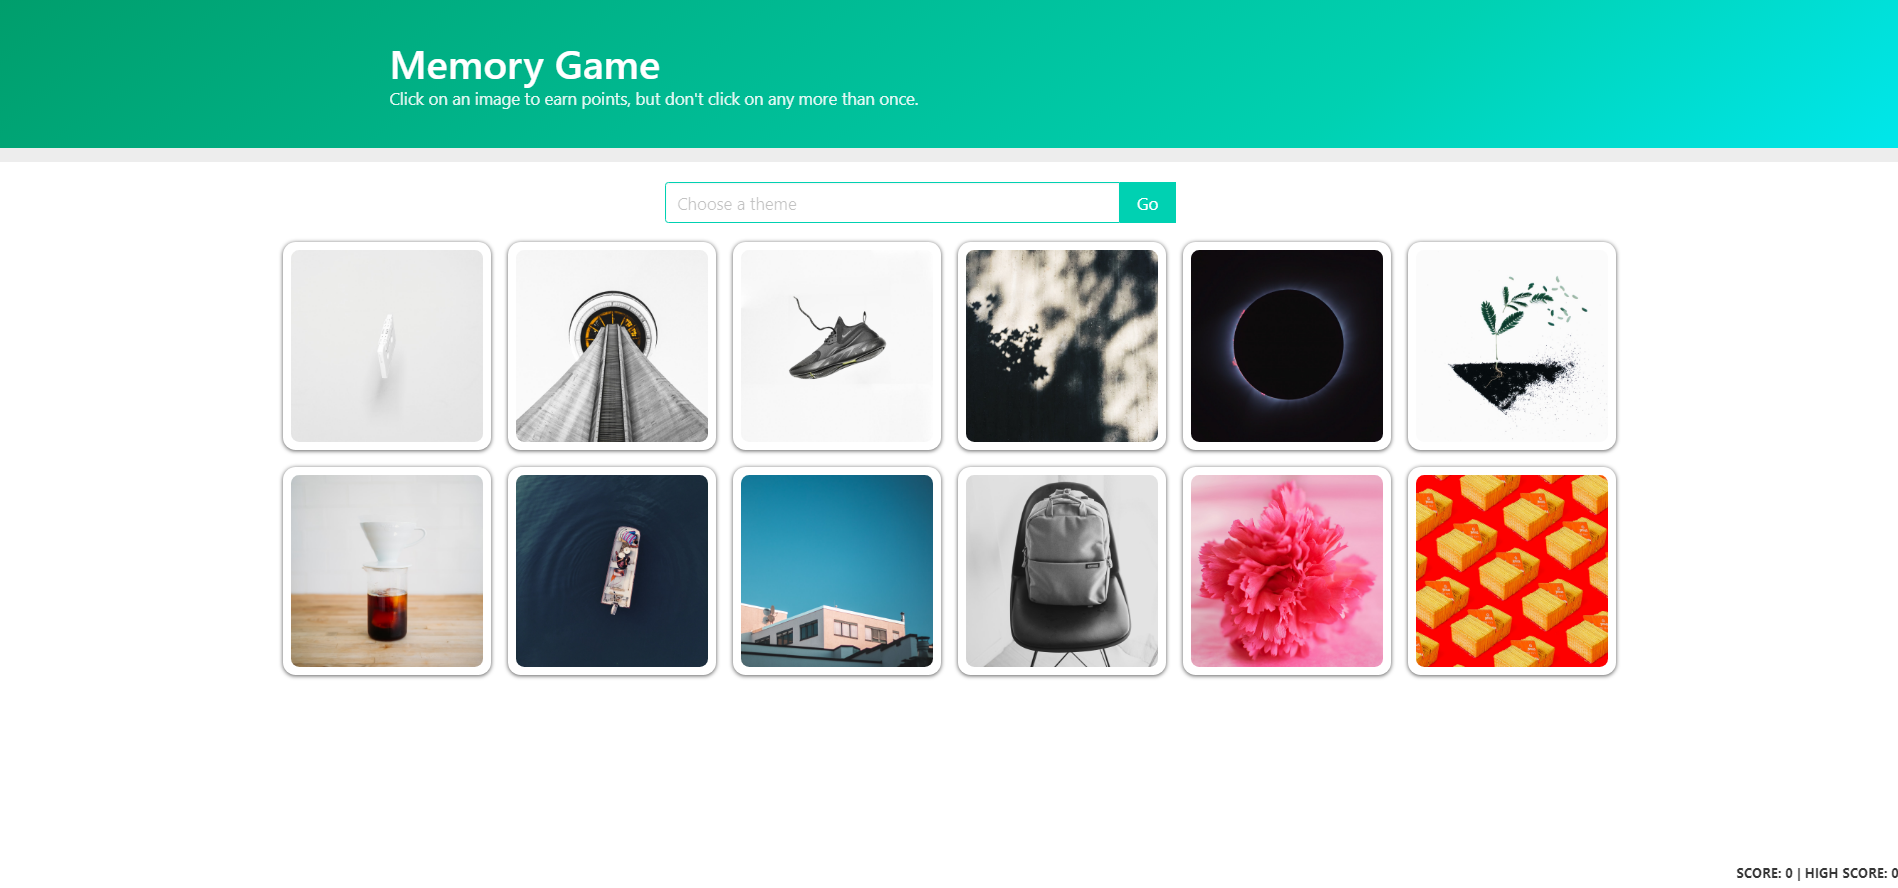 Memory Game
Click on an image to earn points, but don't click on any more than once.
Choose a theme
Go
SCORE: 0 | HIGH SCORE: 0